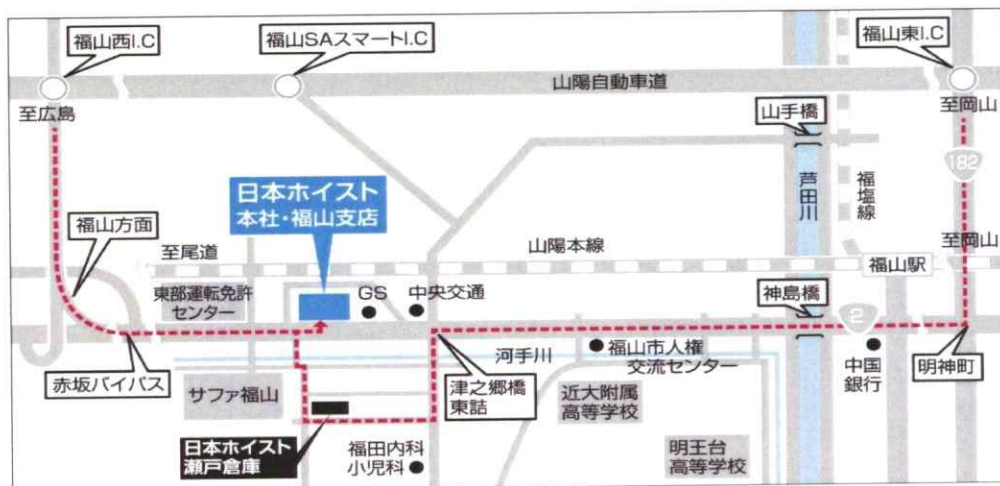 福山西I.C
福山SAスマートI.C
福山東I.C
山陽自動車道
至広島
至岡山
山手橋
182
日本ホイスト
本社・福山支店
芦田川
福塩線
福山方面
至尾道
山陽本線
至岡山
福山駅
東部運転免許
センター
GS
中央交通
神島橋
2
赤坂バイパス
河手川
福山市人権
交流センター
中国
銀行
明神町
サファ福山
津之郷橋
東詰
近大附属
高等学校
日本ホイスト
瀬戸倉庫
福田内科
小児科
明王台
高等学校